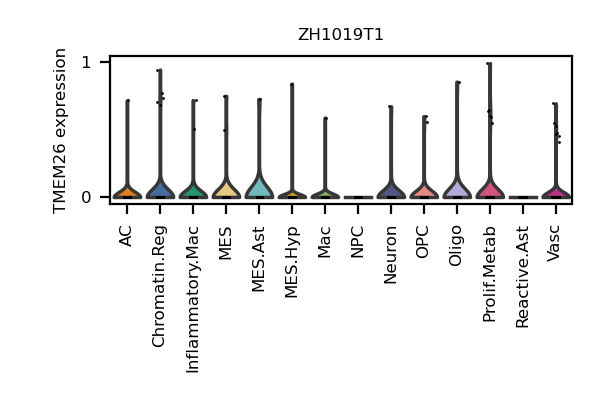 ZH1019T1
TMEM26 expression
1
0
AC
Chromatin.Reg
Inflammatory.Mac
MES
MES.Ast
MES.Hyp
Mac
NPC
Neuron
OPC
Oligo
Prolif.Metab
Reactive.Ast
Vasc